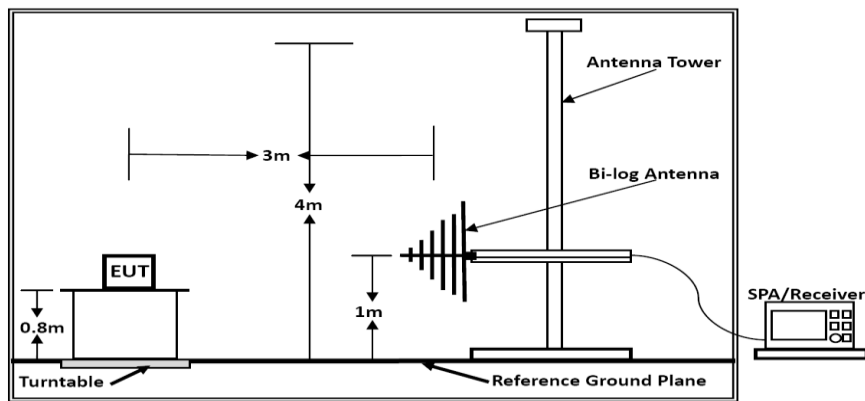 Antenna Tower
3m
Bi-log Antenna
4m
EUT
SPA/Receiver
0.8m
1m
Turntable
Reference Ground Plane